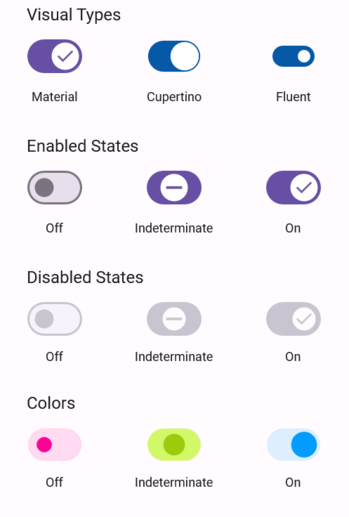 Visual Types
Material Cupertino Fluent
Enabled States
Off Indeterminate On
Disabled States
Off Indeterminate On
Colors
Off Indeterminate On